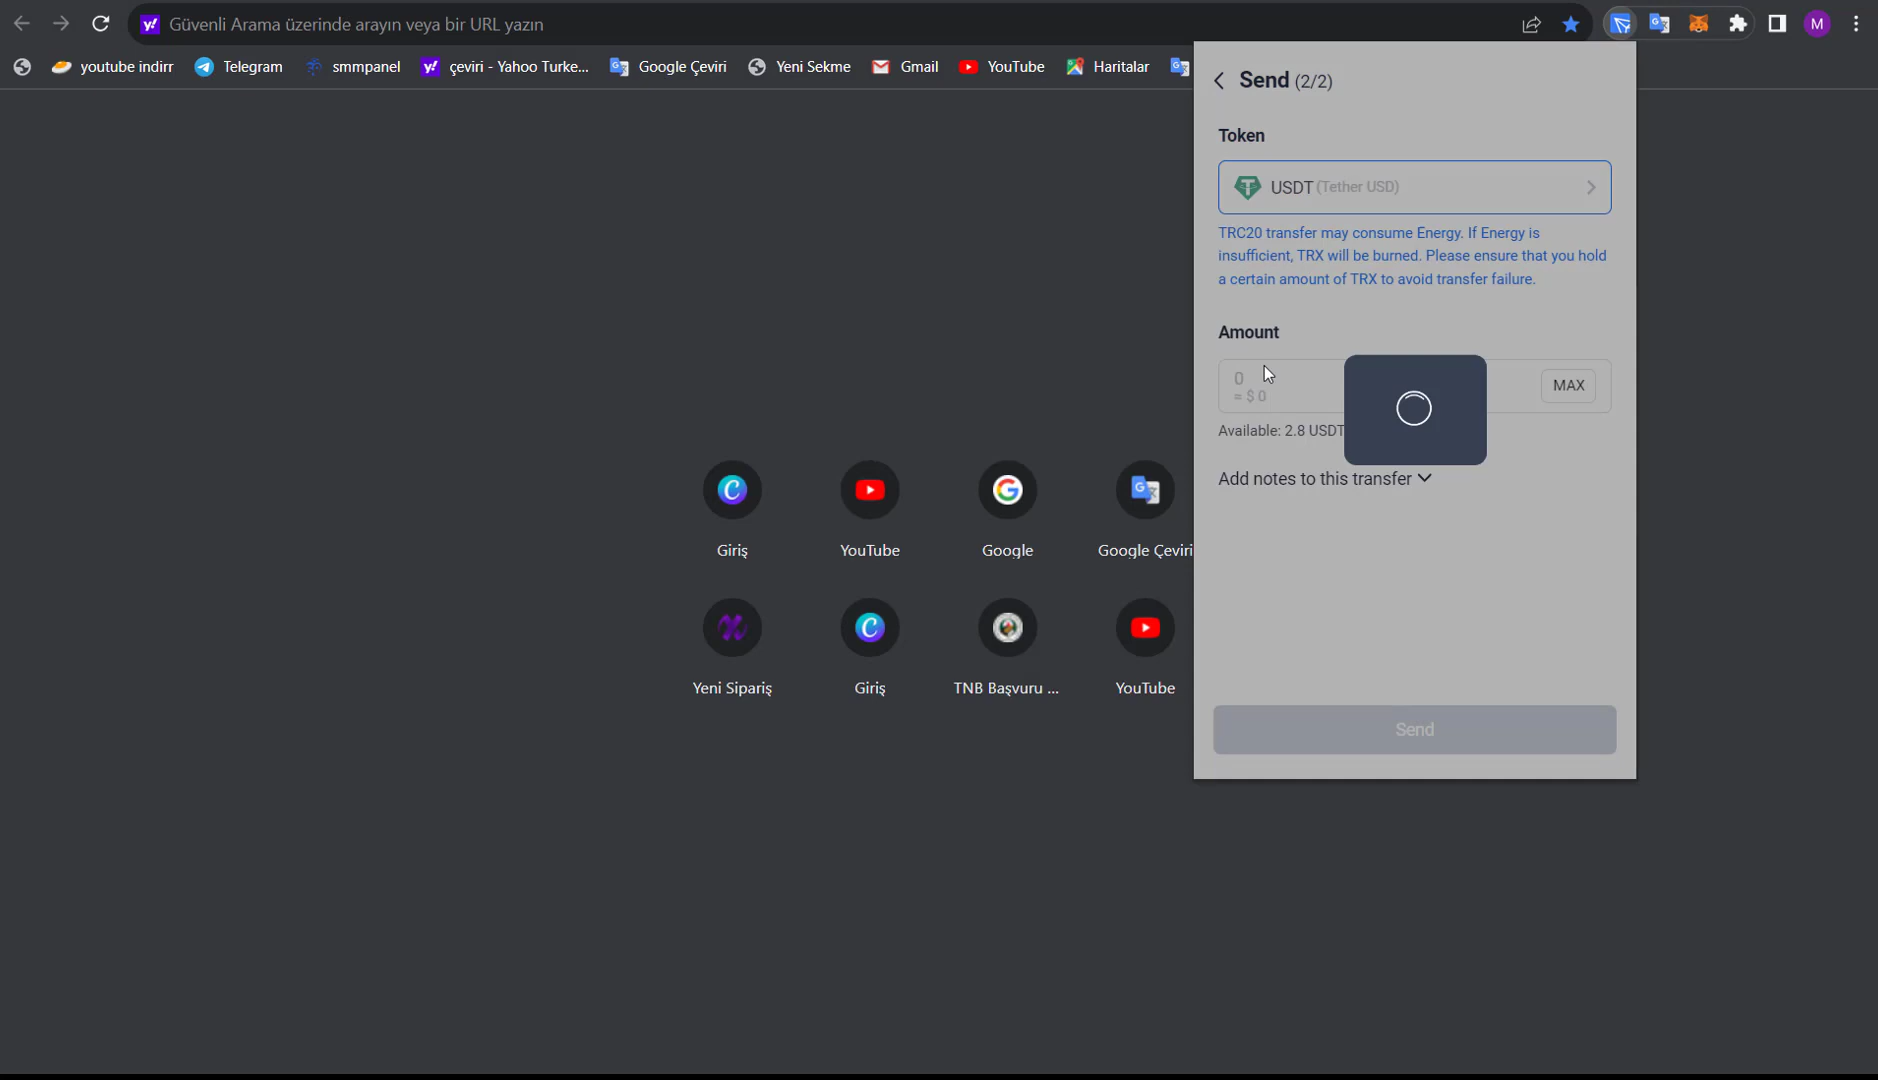 Güvenli Arama üzerinde arayın veya bir URL yazın
M
youtube indirr
Telegram
smmpanel
çeviri - Yahoo Turke...
Google Çeviri
Yeni Sekme
Gmail
YouTube
Haritalar
Send (2/2)
Token
USDT (Tether USD)
TRC20 transfer may consume Energy. If Energy is
insufficient, TRX will be burned. Please ensure that you hold
a certain amount of TRX to avoid transfer failure.
Amount
0
≈ $ 0
MAX
Available: 2.8 USDT
Add notes to this transfer
Send
Giriş
YouTube
Google
Google Çeviri
Yeni Sipariş
Giriş
TNB Başvuru ...
YouTube